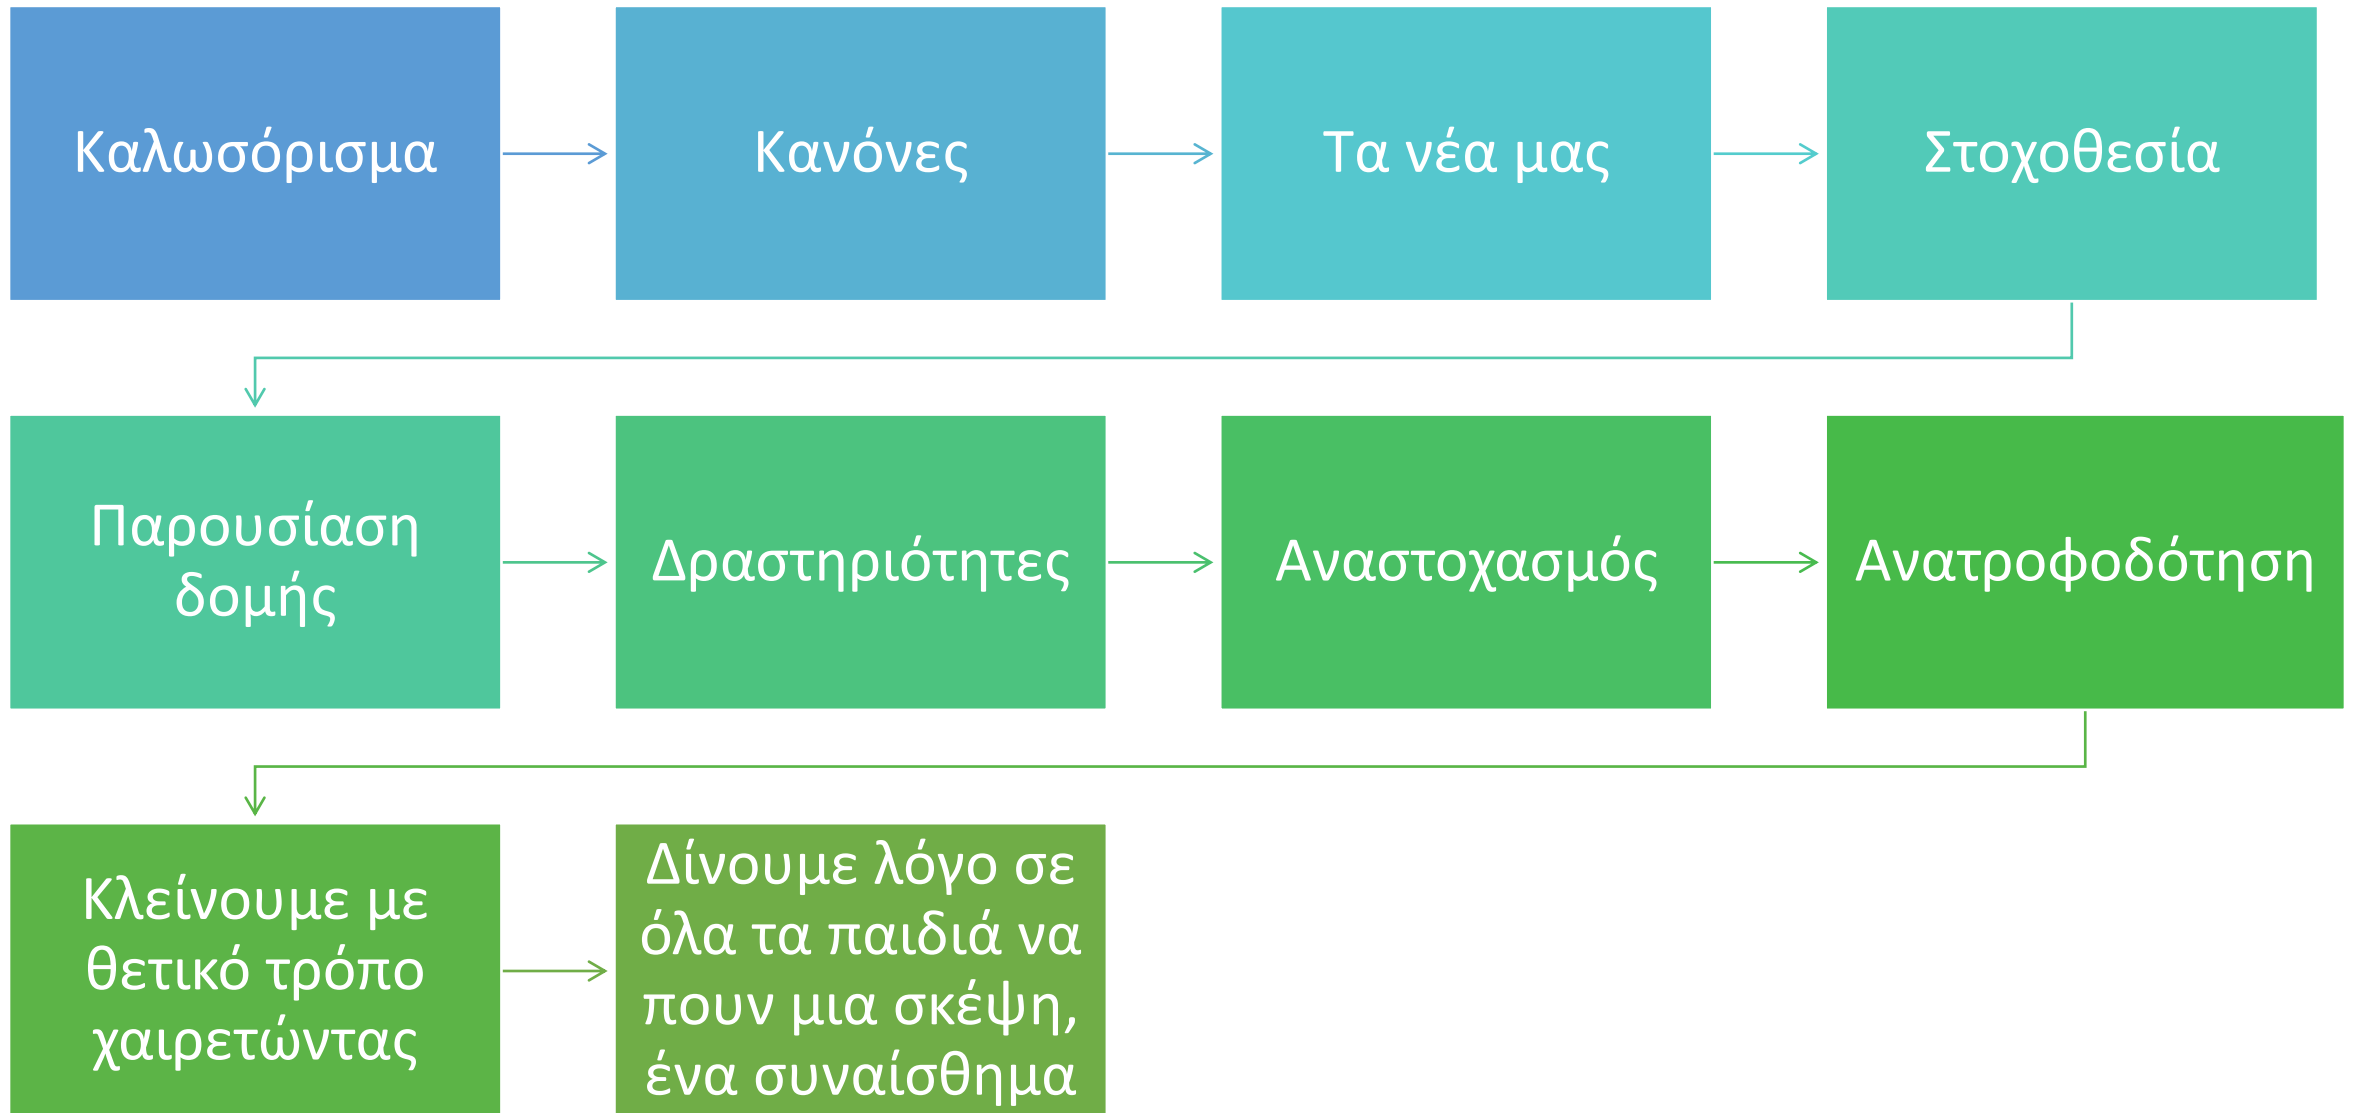 Καλωσόρισμα
Κανόνες
Τα νέα μας
Στοχοθεσία
Παρουσίαση
δομής
Δραστηριότητες
Αναστοχασμός
Ανατροφοδότηση
Κλείνουμε με
θετικό τρόπο
χαιρετώντας
Δίνουμε λόγο σε
όλα τα παιδιά να
πουν μια σκέψη,
ένα συναίσθημα